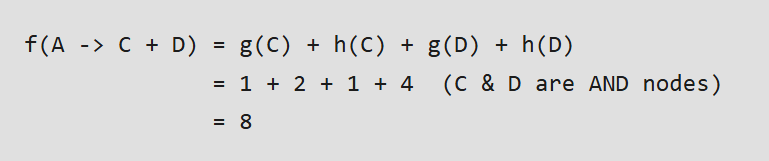 f(A -> C + D) = g(C) + h(C) + g(D) + h(D)
= 1 + 2 + 1 + 4 (C & D are AND nodes)
= 8